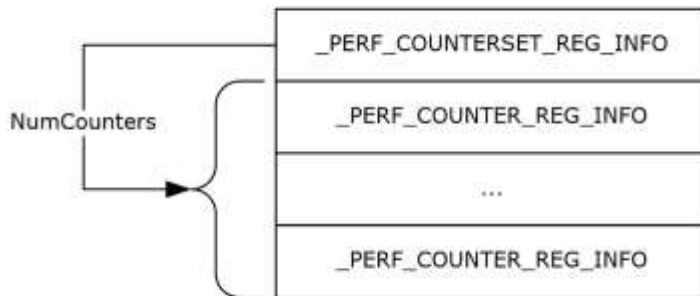 _PERF_COUNTERSET_REG_INFO
_PERF_COUNTER_REG_INFO
NumCounters
...
_PERF_COUNTER_REG_INFO